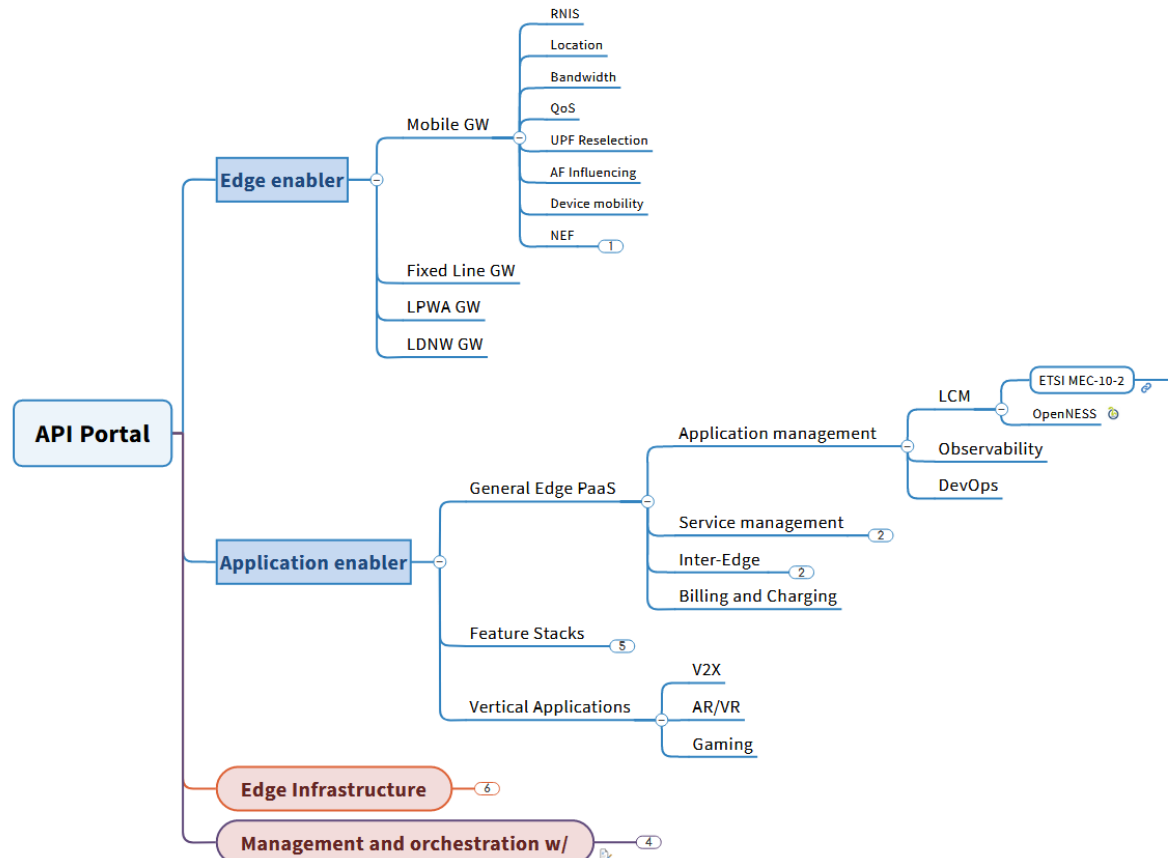 API Portal
Edge enabler
Mobile GW
RNIS
Location
Bandwidth
QoS
UPF Reselection
AF Influencing
Device mobility
NEF 1
Fixed Line GW
LPWA GW
LDNW GW
Application enabler
General Edge PaaS
Application management
LCM
ETSI MEC-10-2
OpenNESS
Observability
DevOps
Service management 2
Inter-Edge 2
Billing and Charging
Feature Stacks 5
Vertical Applications
V2X
AR/VR
Gaming
Edge Infrastructure 6
Management and orchestration w/ 4